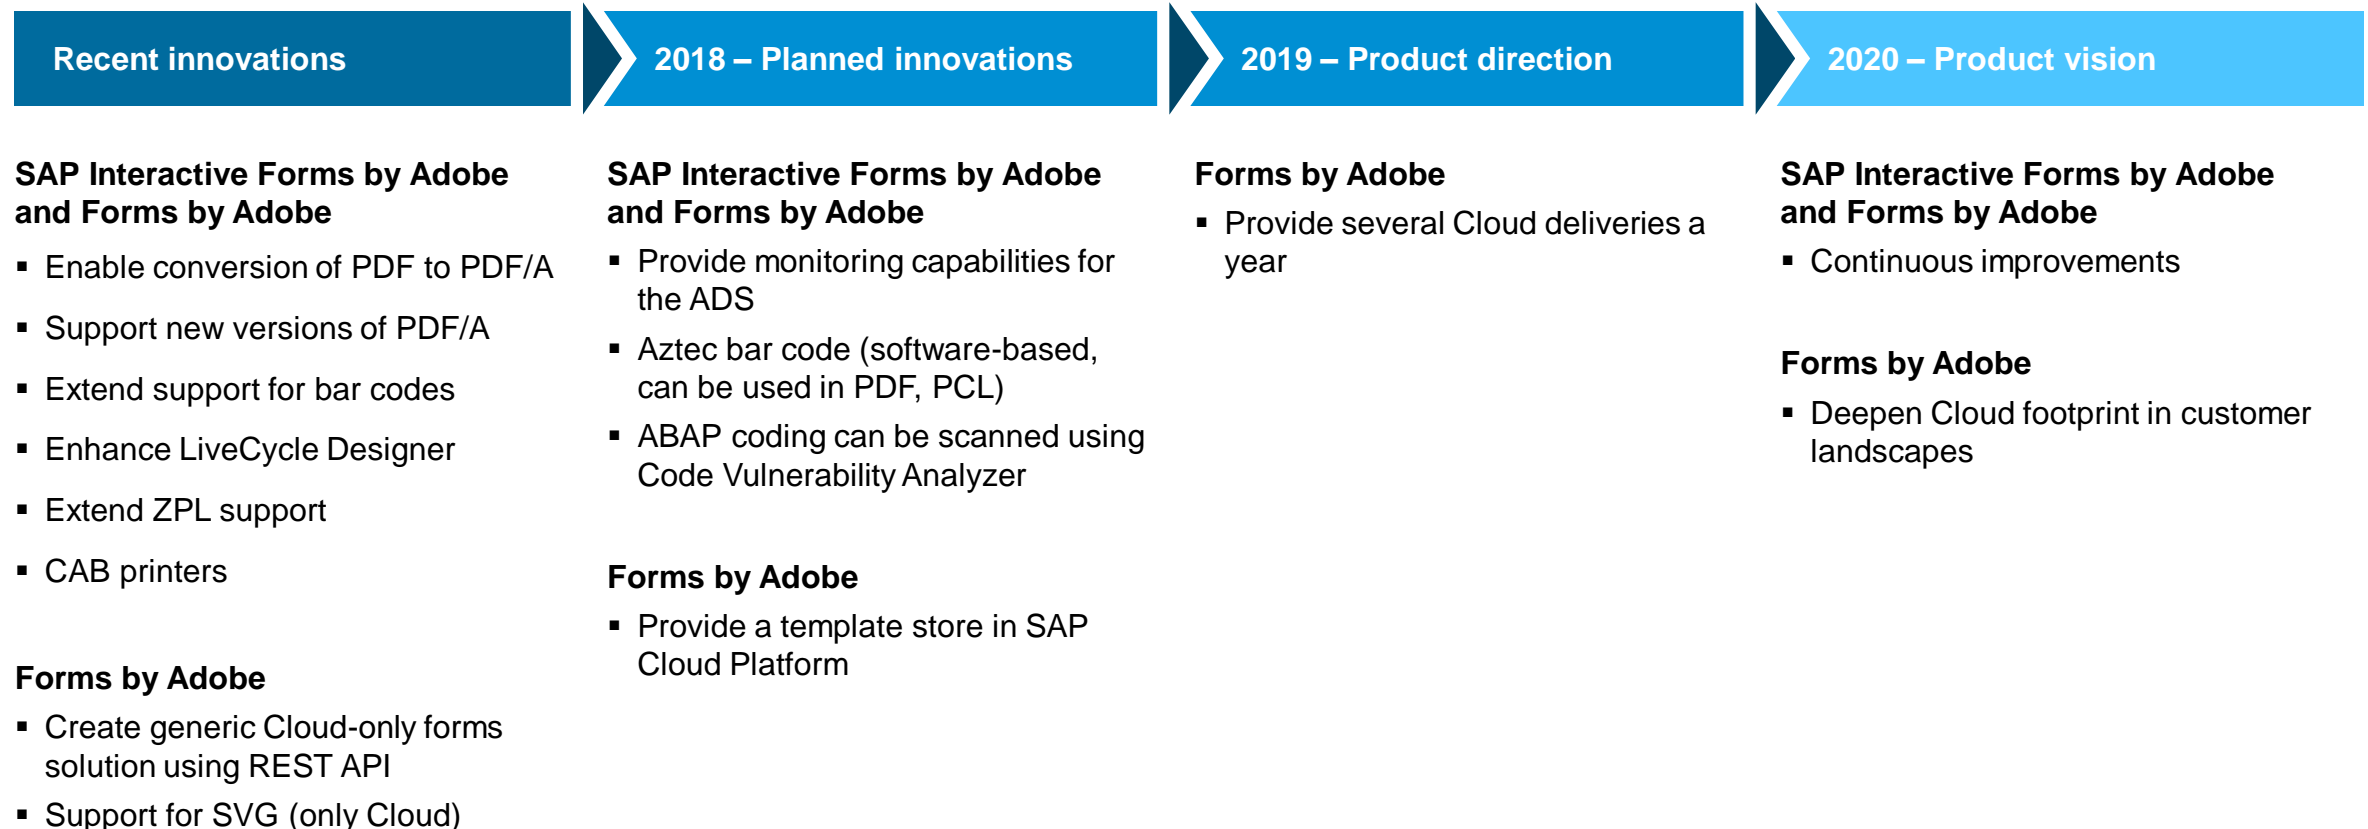 Recent innovations
2018 – Planned innovations
2019 – Product direction
2020 – Product vision
SAP Interactive Forms by Adobe
and Forms by Adobe
▪ Enable conversion of PDF to PDF/A
▪ Support new versions of PDF/A
▪ Extend support for bar codes
▪ Enhance LiveCycle Designer
▪ Extend ZPL support
▪ CAB printers
Forms by Adobe
▪ Create generic Cloud-only forms
solution using REST API
▪ Support for SVG (only Cloud)
SAP Interactive Forms by Adobe
and Forms by Adobe
▪ Provide monitoring capabilities for
the ADS
▪ Aztec bar code (software-based,
can be used in PDF, PCL)
▪ ABAP coding can be scanned using
Code Vulnerability Analyzer
Forms by Adobe
▪ Provide a template store in SAP
Cloud Platform
Forms by Adobe
▪ Provide several Cloud deliveries a
year
SAP Interactive Forms by Adobe
and Forms by Adobe
▪ Continuous improvements
Forms by Adobe
▪ Deepen Cloud footprint in customer
landscapes